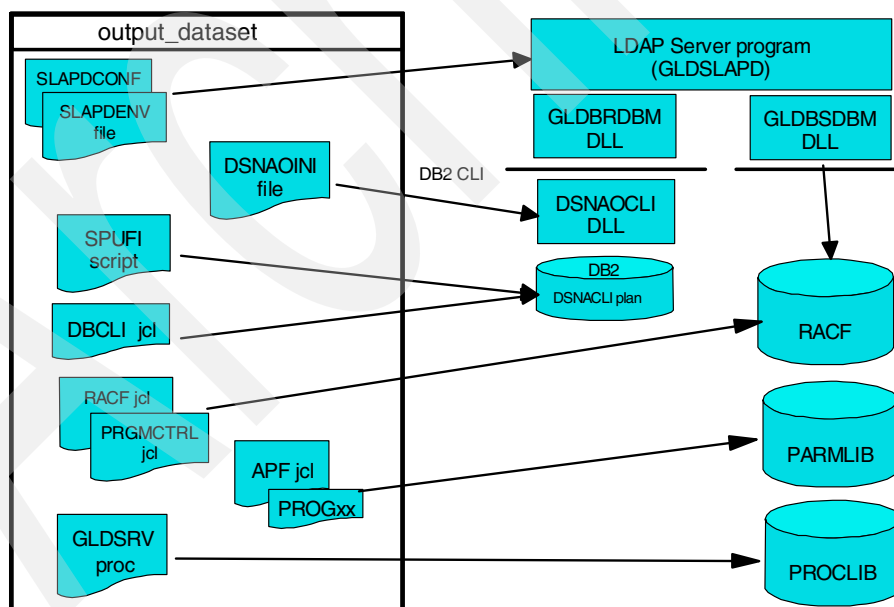 output_dataset
SLAPDCONF
SLAPDENV
file
DSNAOINI
file
SPUFI
script
DBCLI jcl
RACF jcl
PRGMCTRL
jcl
APF jcl
PROGxx
GLDSRV
proc
LDAP Server program
(GLDSLAPD)
GLDBRDBM
DLL
GLDBSDBM
DLL
DB2 CLI
DSNAOCLI
DLL
DB2
DSNACLI plan
RACF
PARMLIB
PROCLIB